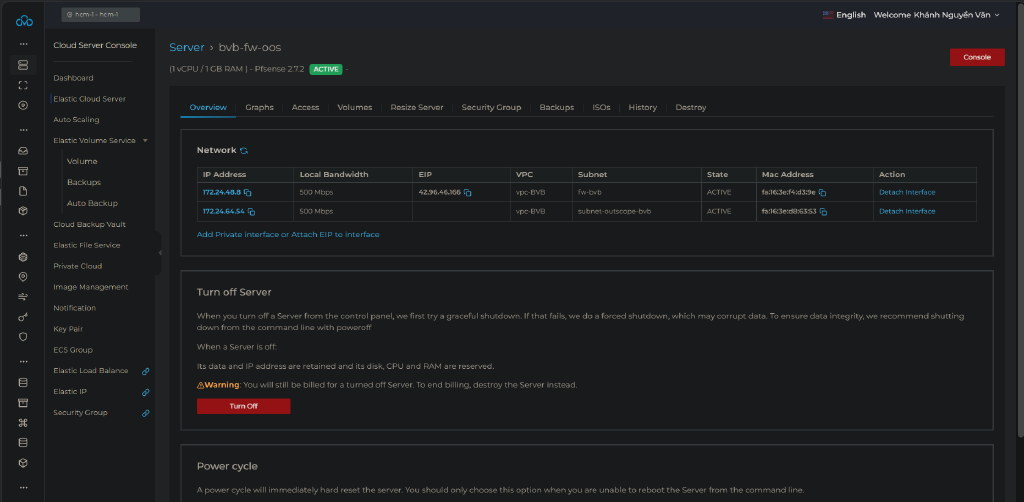 hcm-1 - hcm-1
English Welcome Khánh Nguyễn Văn
Cloud Server Console
Dashboard
Elastic Cloud Server
Auto Scaling
Elastic Volume Service
Volume
Backups
Auto Backup
Cloud Backup Vault
Elastic File Service
Private Cloud
Image Management
Notification
Key Pair
ECS Group
Elastic Load Balance
Elastic IP
Security Group
Server > bvb-fw-oos
(1 vCPU / 1 GB RAM ) - Pfsense 2.7.2 ACTIVE -
Console
Overview Graphs Access Volumes Resize Server Security Group Backups ISOs History Destroy
Network
IP Address Local Bandwidth EIP VPC Subnet State Mac Address Action
172.24.48.8 500 Mbps 42.96.46.166 vpc-BVB fw-bvb ACTIVE fa:16:3e:f4:d3:9e Detach Interface
172.24.64.54 500 Mbps vpc-BVB subnet-outscope-bvb ACTIVE fa:16:3e:d8:63:53 Detach Interface
Add Private interface or Attach EIP to interface
Turn off Server
When you turn off a Server from the control panel, we first try a graceful shutdown. If that fails, we do a forced shutdown, which may corrupt data. To ensure data integrity, we recommend shutting
down from the command line with poweroff
When a Server is off:
Its data and IP address are retained and its disk, CPU and RAM are reserved.
Warning: You will still be billed for a turned off Server. To end billing, destroy the Server instead.
Turn Off
Power cycle
A power cycle will immediately hard reset the server. You should only choose this option when you are unable to reboot the Server from the command line.